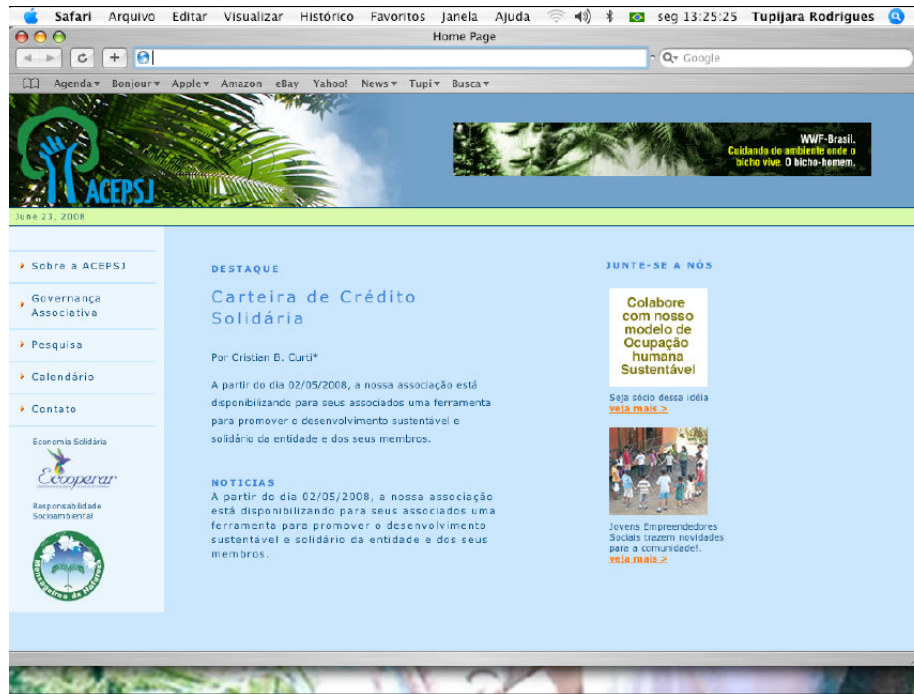 Safari Arquivo Editar Visualizar Histórico Favoritos Janela Ajuda seg 13:25:25 Tupijara Rodrigues
Home Page
Google
Agenda Bonjour Apple Amazon eBay Yahoo! News Tupi Busca
WWF-Brasil.
Cuidando do ambiente onde o
bicho vive. O bicho-homem.
ACEPSJ
June 23, 2008
Sobre a ACEPSJ
Governança
Associativa
Pesquisa
Calendário
Contato
Economia Solidária
Ecooperar
Responsabilidade
Socioambiental
Mensageiros da Natureza
DESTAQUE
Carteira de Crédito
Solidária
Por Cristian B. Curti*
A partir do dia 02/05/2008, a nossa associação está
disponibilizando para seus associados uma ferramenta
para promover o desenvolvimento sustentável e
solidário da entidade e dos seus membros.
NOTICIAS
A partir do dia 02/05/2008, a nossa associação
está disponibilizando para seus associados uma
ferramenta para promover o desenvolvimento
sustentável e solidário da entidade e dos seus
membros.
JUNTE-SE A NÓS
Colabore
com nosso
modelo de
Ocupação
humana
Sustentável
Seja sócio dessa idéia
veja mais >
Jovens Empreendedores
Sociais trazem novidades
para a comunidade!.
veja mais >